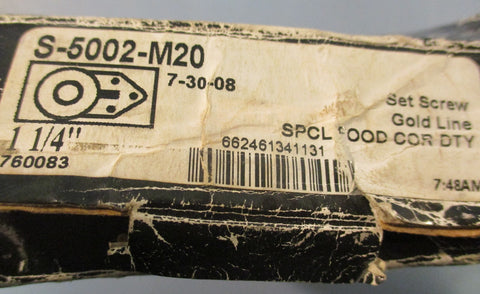 S-5002-M20
7-30-08
Set Screw
Gold Line
SPCL FOOD COR DTY
1 1/4"
662461341131
760083
7:48AM